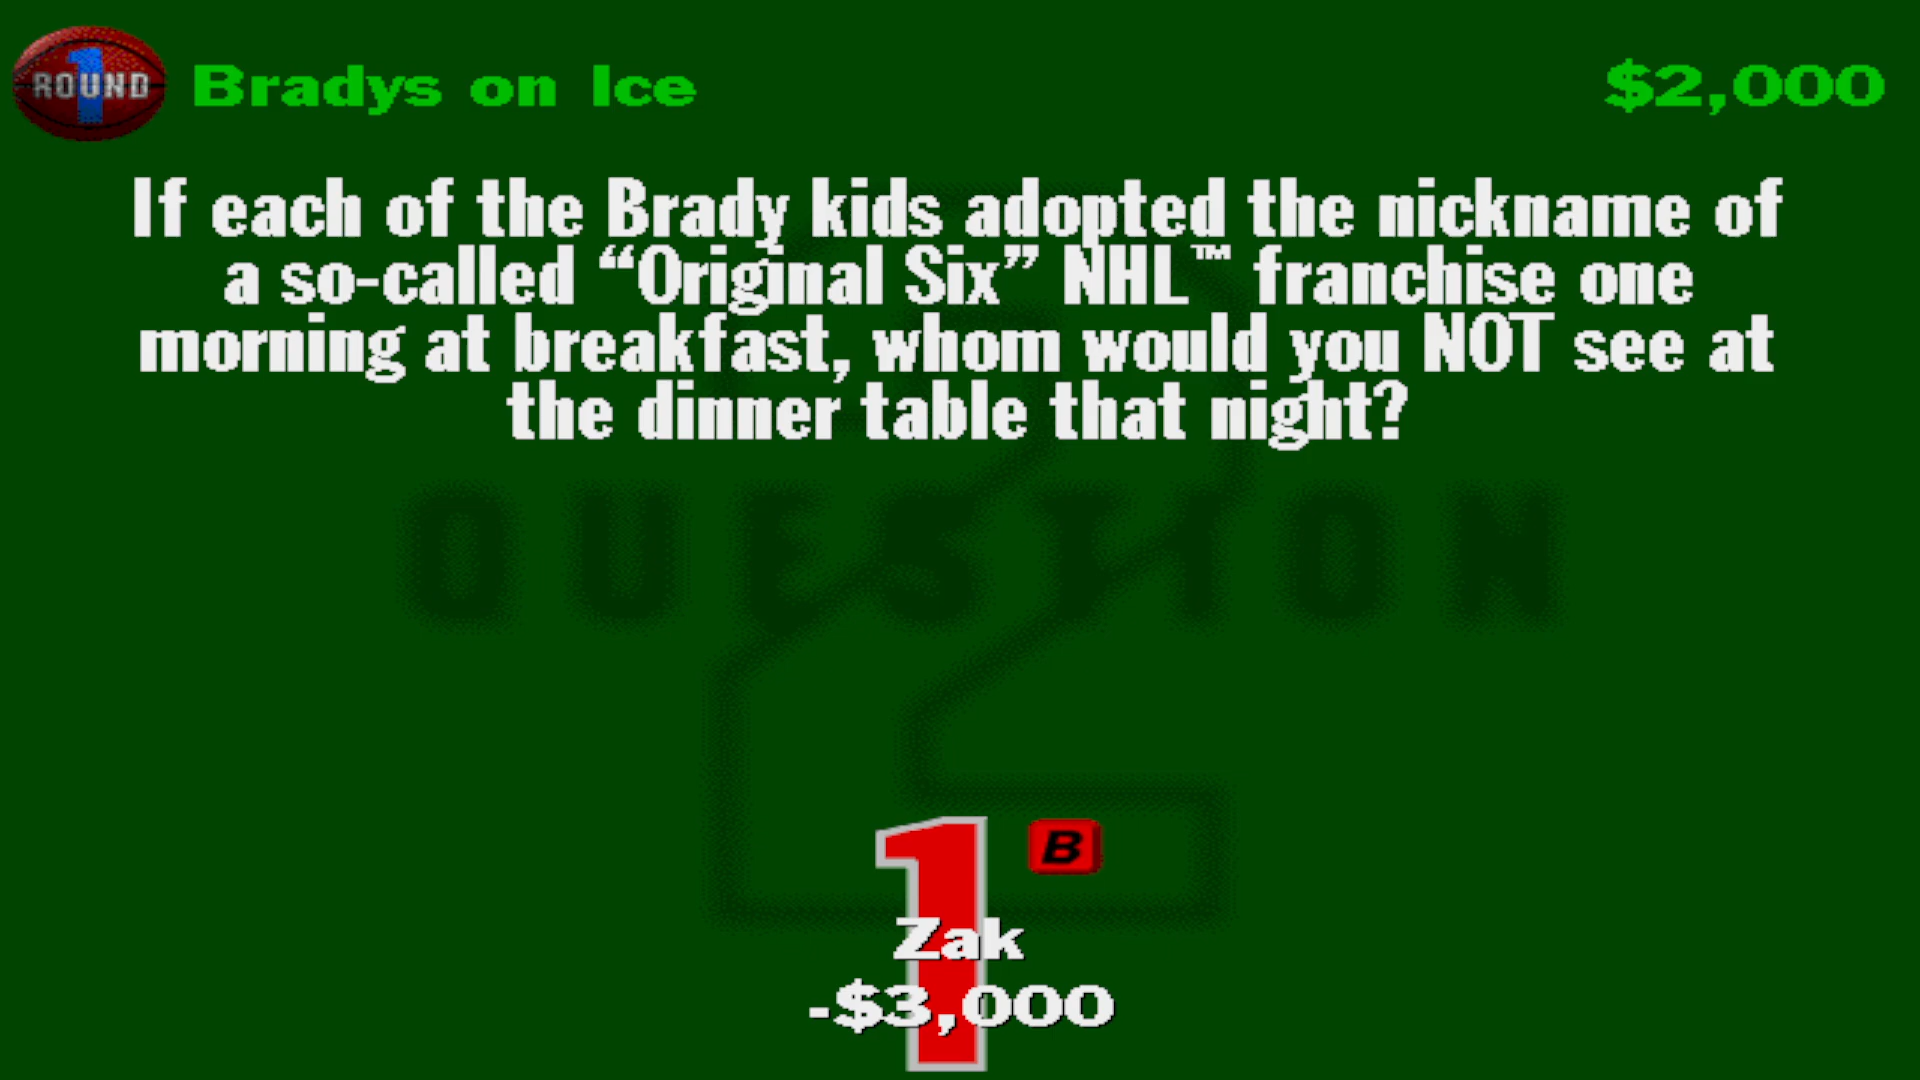 ROUND 1
Bradys on Ice
$2,000
If each of the Brady kids adopted the nickname of
a so-called “Original Six” NHL™ franchise one
morning at breakfast, whom would you NOT see at
the dinner table that night?
QUESTION
2
1
B
Zak
-$3,000